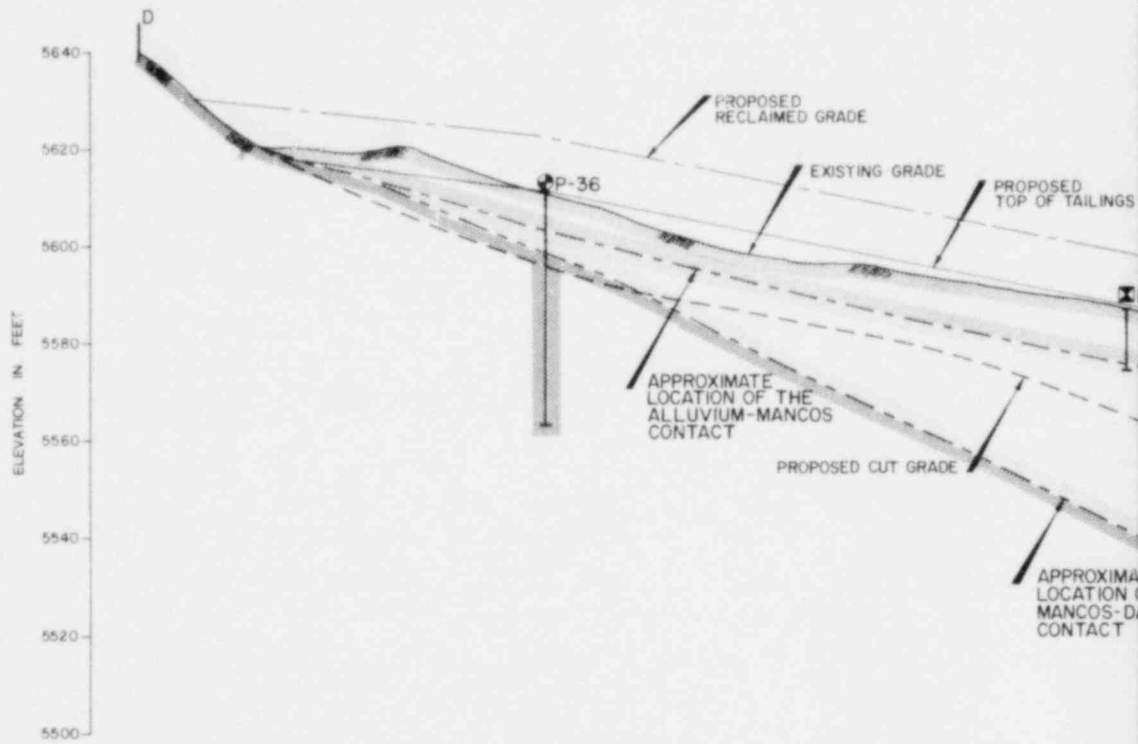 D
5640
5620
5600
5580
5560
5540
5520
5500
ELEVATION IN FEET
PROPOSED
RECLAIMED GRADE
EXISTING GRADE
PROPOSED
TOP OF TAILINGS
P-36
APPROXIMATE
LOCATION OF THE
ALLUVIUM-MANCOS
CONTACT
PROPOSED CUT GRADE
APPROXIMA
LOCATION
MANCOS-DA
CONTACT